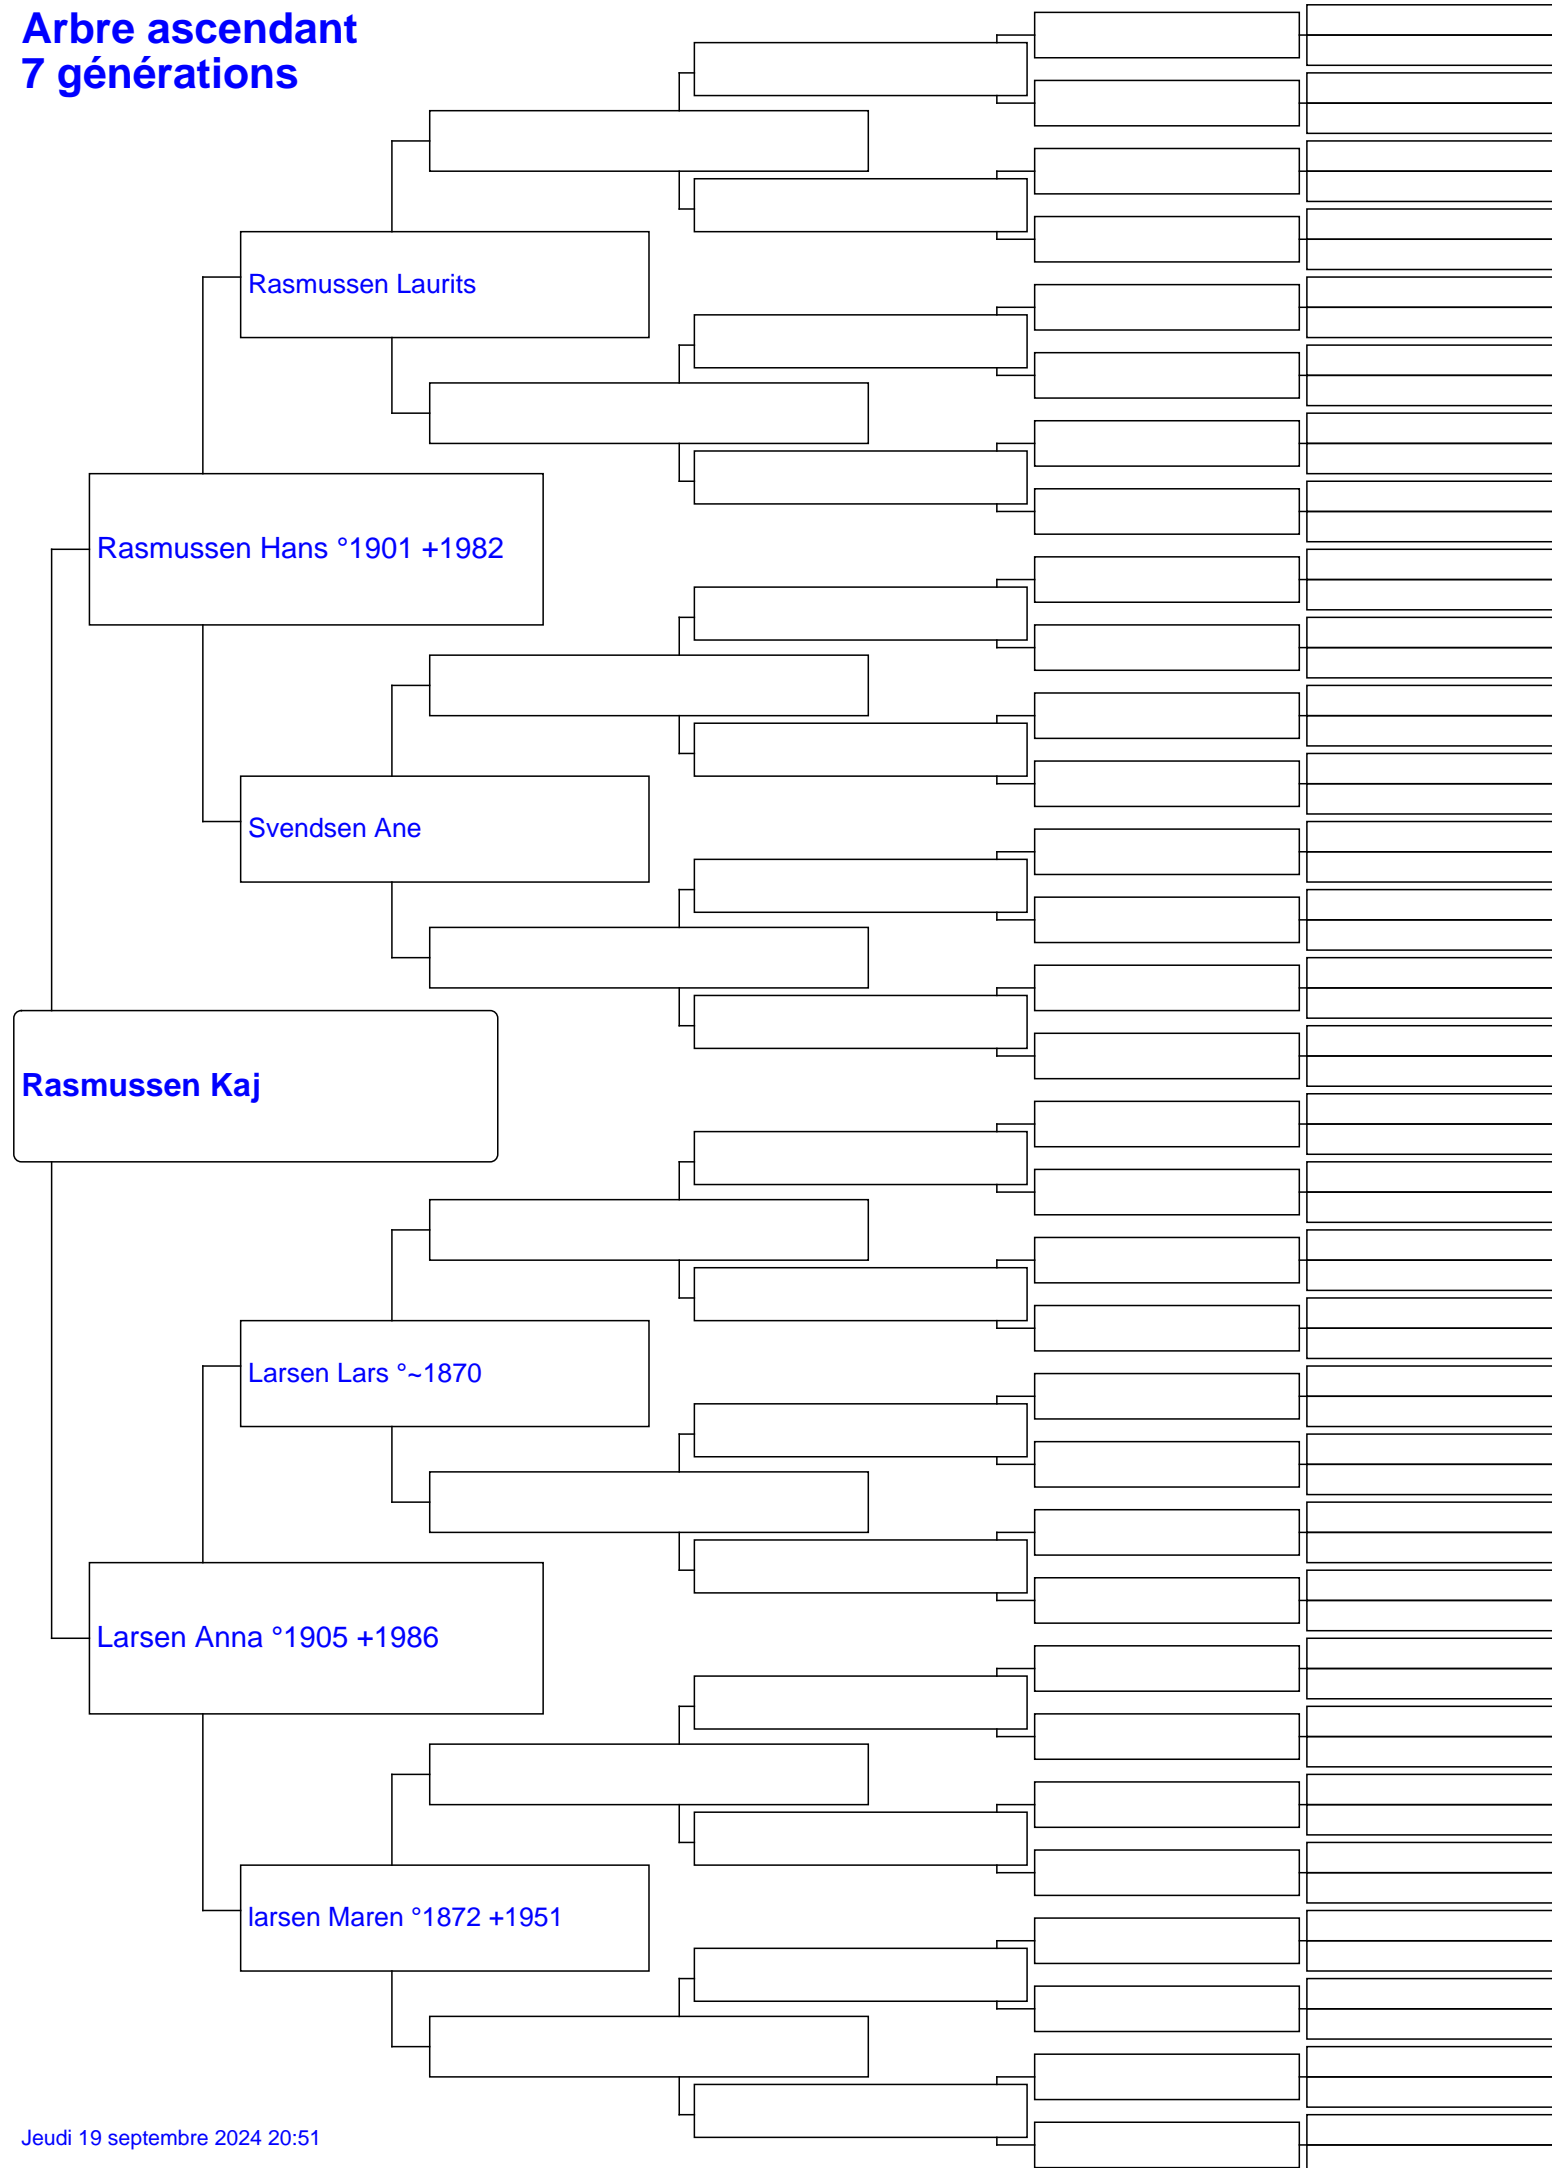 Arbre ascendant
7 générations
Rasmussen Laurits
Rasmussen Hans °1901 +1982
Svendsen Ane
Rasmussen Kaj
Larsen Lars °~1870
Larsen Anna °1905 +1986
larsen Maren °1872 +1951
Jeudi 19 septembre 2024 20:51